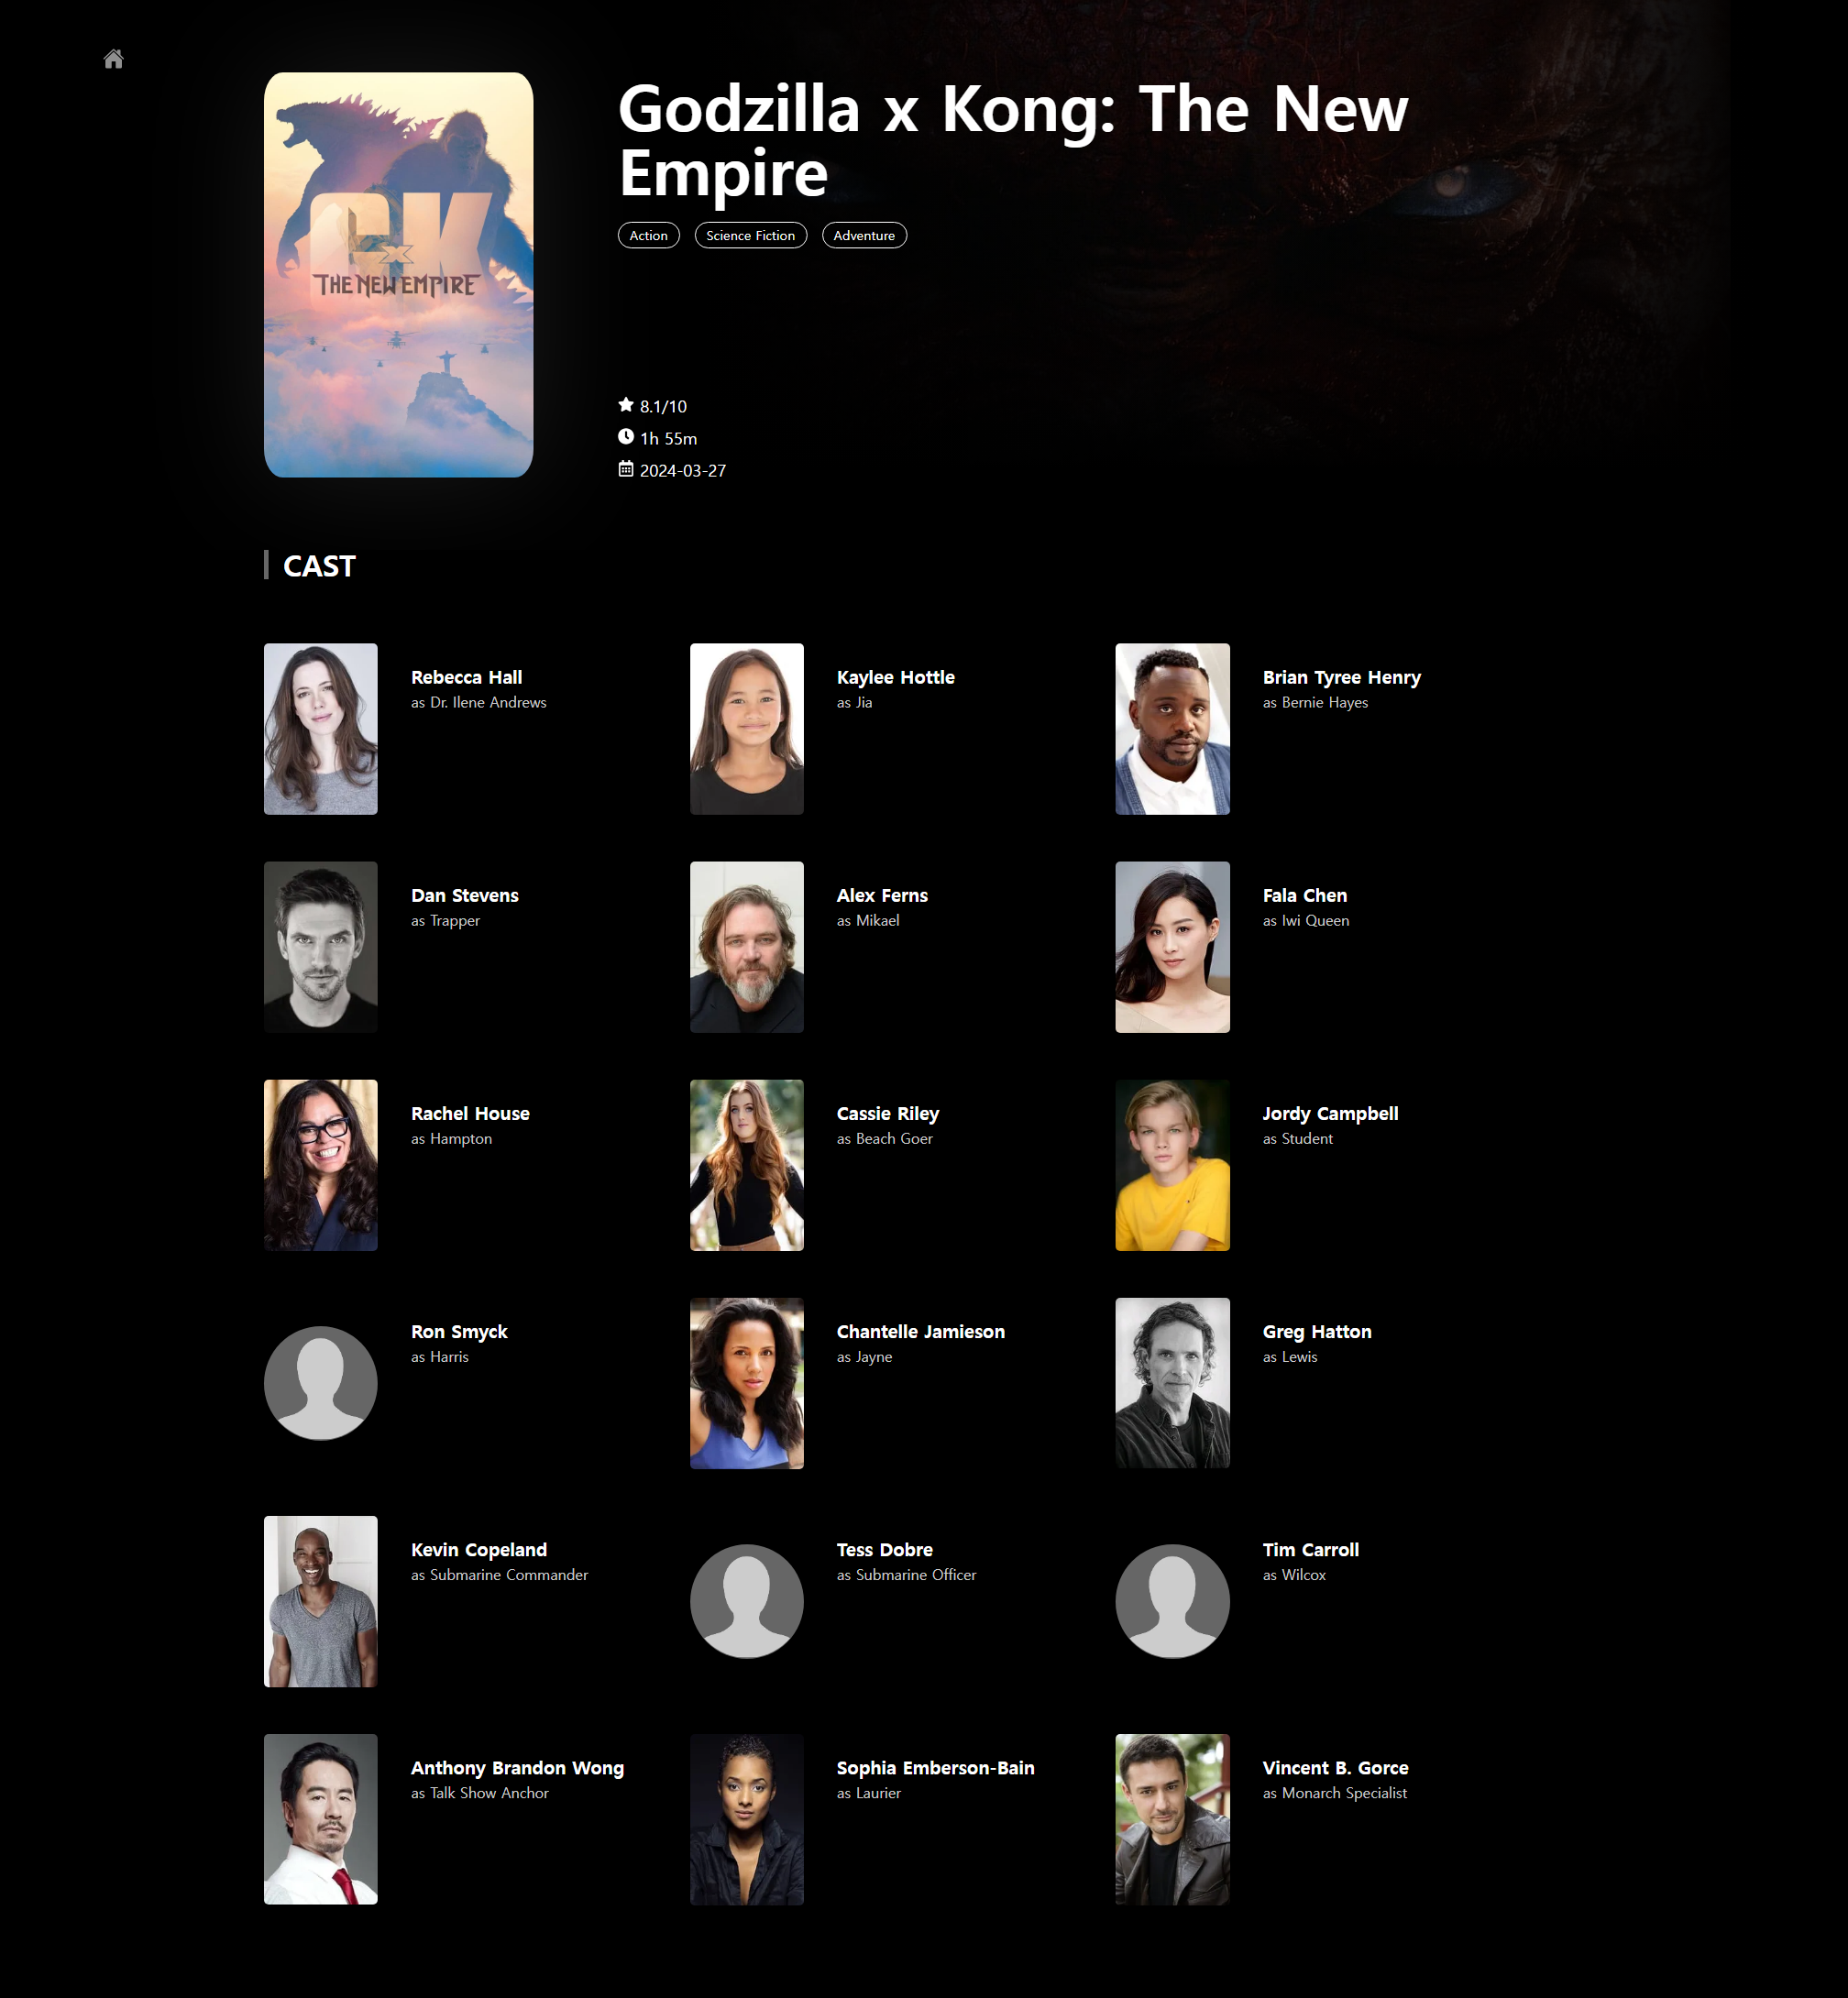 Godzilla x Kong: The New
Empire
Action
Science Fiction
Adventure
GxK
THE NEW EMPIRE
8.1/10
1h 55m
2024-03-27
CAST
Rebecca Hall
as Dr. Ilene Andrews
Kaylee Hottle
as Jia
Brian Tyree Henry
as Bernie Hayes
Dan Stevens
as Trapper
Alex Ferns
as Mikael
Fala Chen
as Iwi Queen
Rachel House
as Hampton
Cassie Riley
as Beach Goer
Jordy Campbell
as Student
Ron Smyck
as Harris
Chantelle Jamieson
as Jayne
Greg Hatton
as Lewis
Kevin Copeland
as Submarine Commander
Tess Dobre
as Submarine Officer
Tim Carroll
as Wilcox
Anthony Brandon Wong
as Talk Show Anchor
Sophia Emberson-Bain
as Laurier
Vincent B. Gorce
as Monarch Specialist